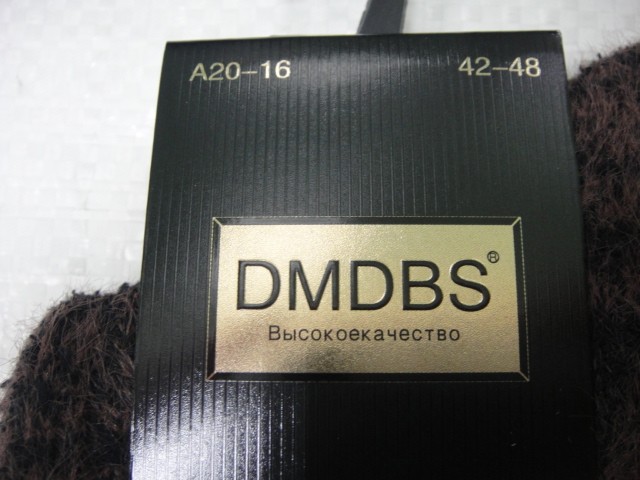 A20-16 42-48
DMDBS®
Высокоекачество